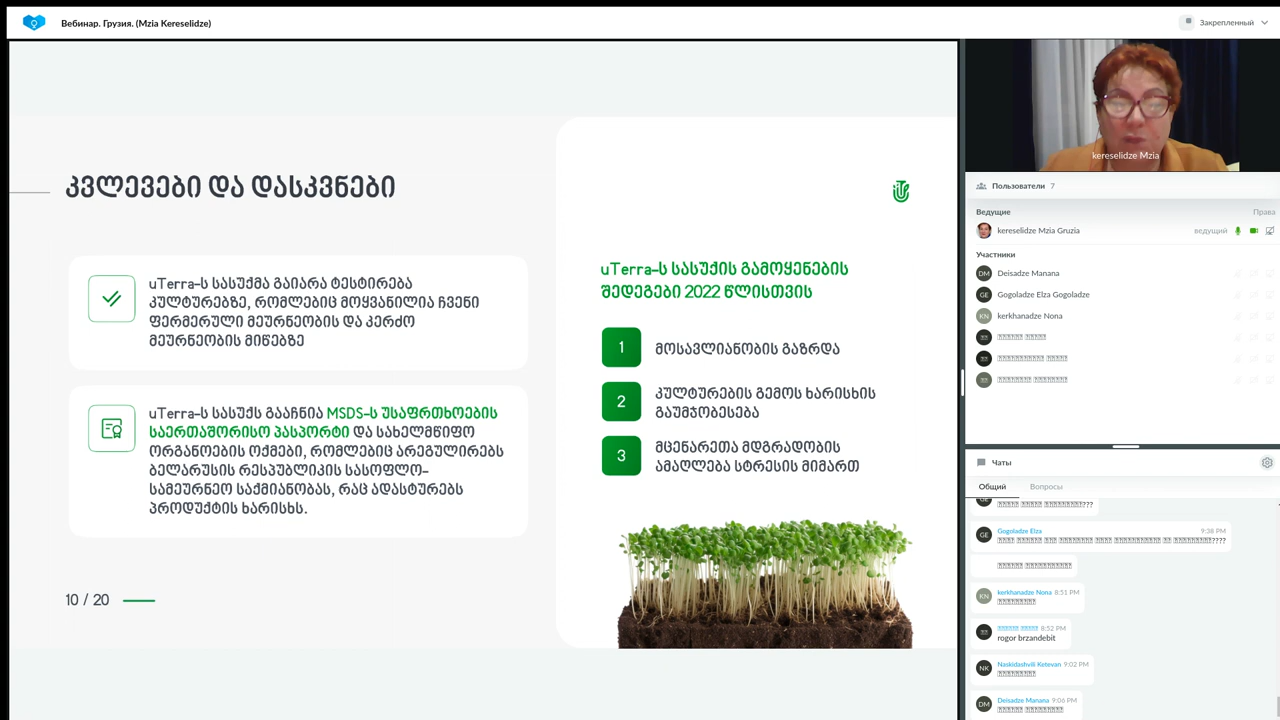 Вебинар. Грузия. (Mzia Kereselidze)
Закрепленный
კვლევები და დასკვნები
uTerra-ს სასუქმა გაიარა ტესტირება
კულტურებზე, რომლებიც მოყვანილია ჩვენი
ფერმერული მეურნეობის და კერძო
მეურნეობის მიწებზე
uTerra-ს სასუქს გააჩნია MSDS-ს უსაფრთხოების
საერთაშორისო პასპორტი და სახელმწიფო
ორგანოების ოქმები, რომლებიც არეგულირებს
ბელარუსის რესპუბლიკის სასოფლო-
სამეურნეო საქმიანობას, რაც ადასტურებს
პროდუქტის ხარისხს.
10 / 20
uTerra-ს სასუქის გამოყენების
შედეგები 2022 წლისთვის
1 მოსავლიანობის გაზრდა
2 კულტურების გემოს ხარისხის
გაუმჯობესება
3 მცენარეთა მდგრადობის
ამაღლება სტრესის მიმართ
kereselidze Mzia
Пользователи 7
Ведущие Права
kereselidze Mzia Gruzia ведущий
Участники
DM Deisadze Manana
GE Gogoladze Elza Gogoladze
KN kerkhanadze Nona
Чаты
Общий Вопросы
GE Gogoladze Elza 9:38 PM
KN kerkhanadze Nona 8:51 PM
8:52 PM
rogor brzandebit
NK Naskidashvili Ketevan 9:02 PM
DM Deisadze Manana 9:06 PM